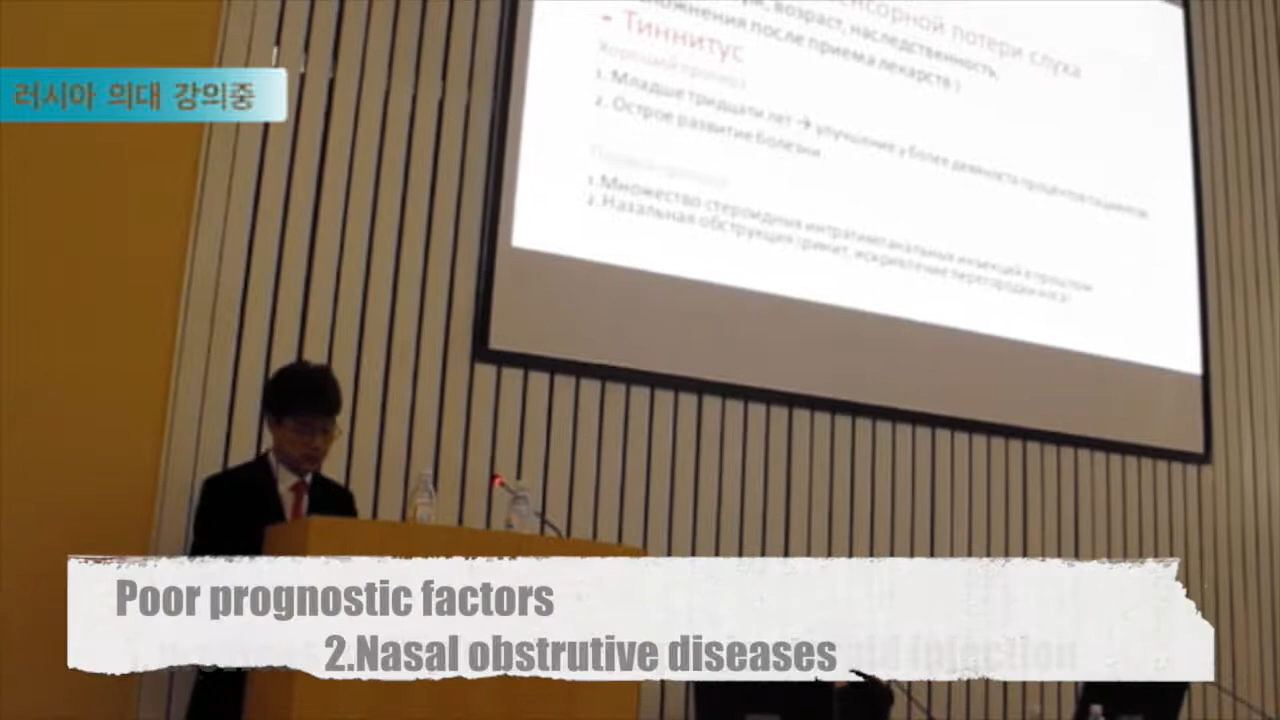 러시아 의대 강의중
сенсорной потери слуха
возраст, наследственность,
осложнения после приема лекарств)
- Тиннитус
Хороший прогноз
1. Младше тридцати лет → улучшение у более девяноста процентов пациентов
2. Острое развитие болезни
1. Множество стероидных интратимпанальных инъекций в прошлом
2. Назальная обструкция (ринит, искривление перегородки носа)
Poor prognostic factors
2.Nasal obstrutive diseases